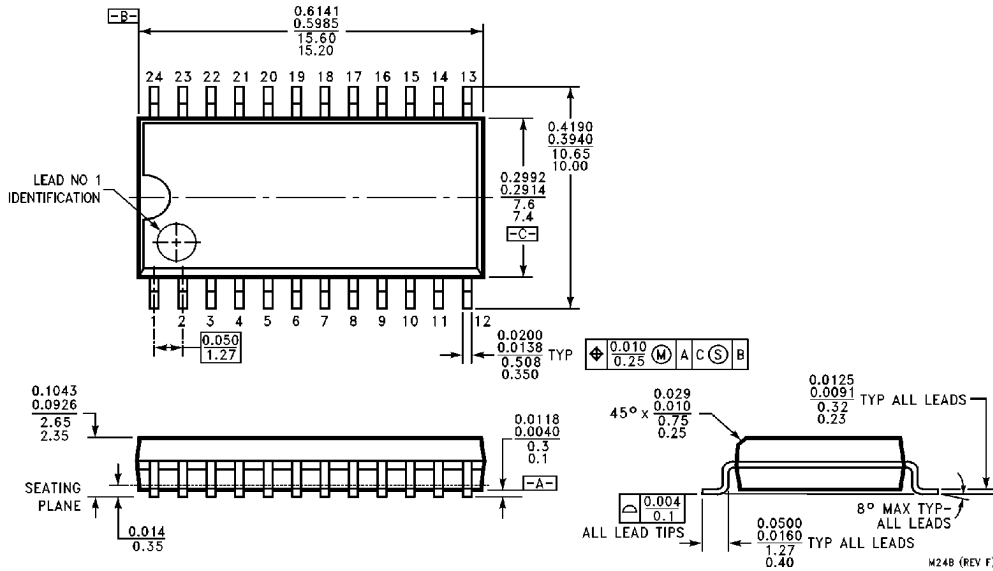 -B-
0.6141
0.5985
15.60
15.20
24 23 22 21 20 19 18 17 16 15 14 13
0.4190
0.3940
10.65
10.00
LEAD NO 1
IDENTIFICATION
0.2992
0.2914
7.6
7.4
-C-
1 2 3 4 5 6 7 8 9 10 11 12
0.050
1.27
0.0200
0.0138
0.508
0.350
TYP
0.010
0.25
M A C S B
0.1043
0.0926
2.65
2.35
0.0118
0.0040
0.3
0.1
-A-
SEATING
PLANE
0.014
0.35
45° x
0.029
0.010
0.75
0.25
0.0125
0.0091
0.32
0.23
TYP ALL LEADS
0.004
0.1
ALL LEAD TIPS
8° MAX TYP-
ALL LEADS
0.0500
0.0160
1.27
0.40
TYP ALL LEADS
M24B (REV F)